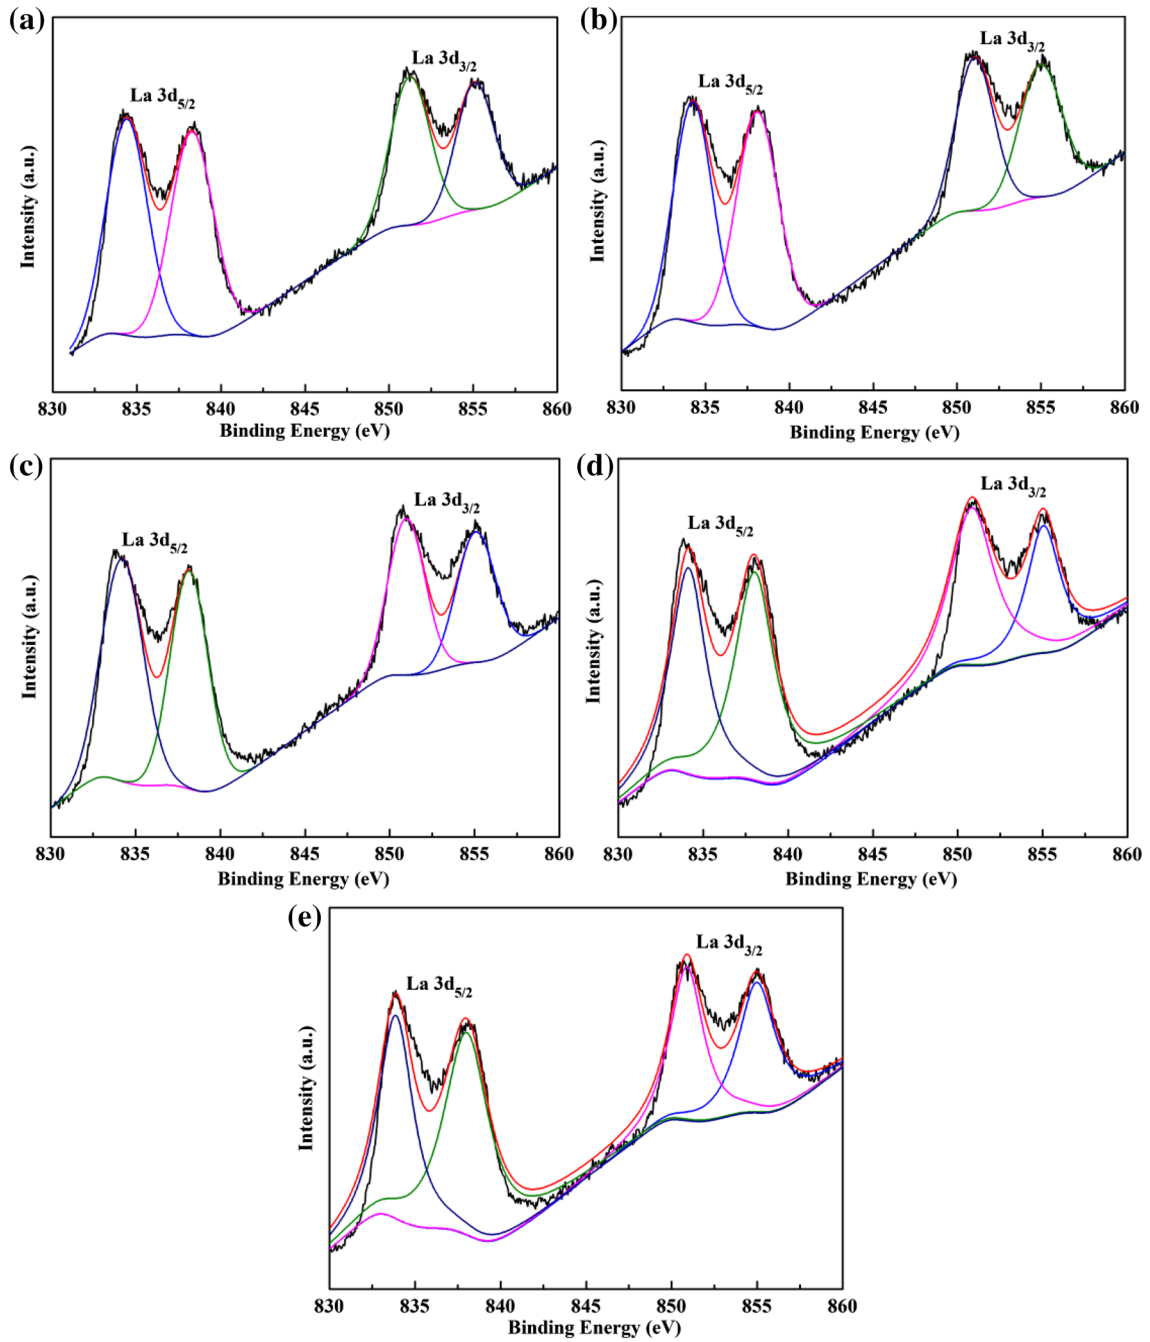 (a)
La 3d5/2
La 3d3/2
Intensity (a.u.)
830 835 840 845 850 855 860
Binding Energy (eV)
(b)
La 3d5/2
La 3d3/2
Intensity (a.u.)
830 835 840 845 850 855 860
Binding Energy (eV)
(c)
La 3d5/2
La 3d3/2
Intensity (a.u.)
830 835 840 845 850 855 860
Binding Energy (eV)
(d)
La 3d5/2
La 3d3/2
Intensity (a.u.)
830 835 840 845 850 855 860
Binding Energy (eV)
(e)
La 3d5/2
La 3d3/2
Intensity (a.u.)
830 835 840 845 850 855 860
Binding Energy (eV)